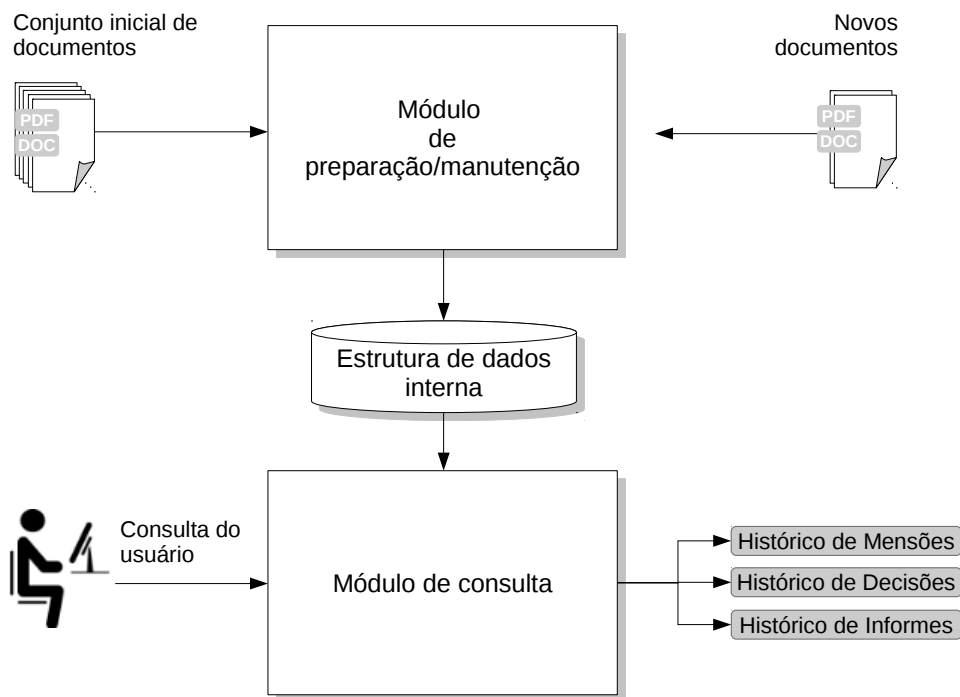 Conjunto inicial de
documentos
PDF
DOC
Módulo
de
preparação/manutenção
Novos
documentos
PDF
DOC
Estrutura de dados
interna
Consulta do
usuário
Módulo de consulta
Histórico de Mensões
Histórico de Decisões
Histórico de Informes